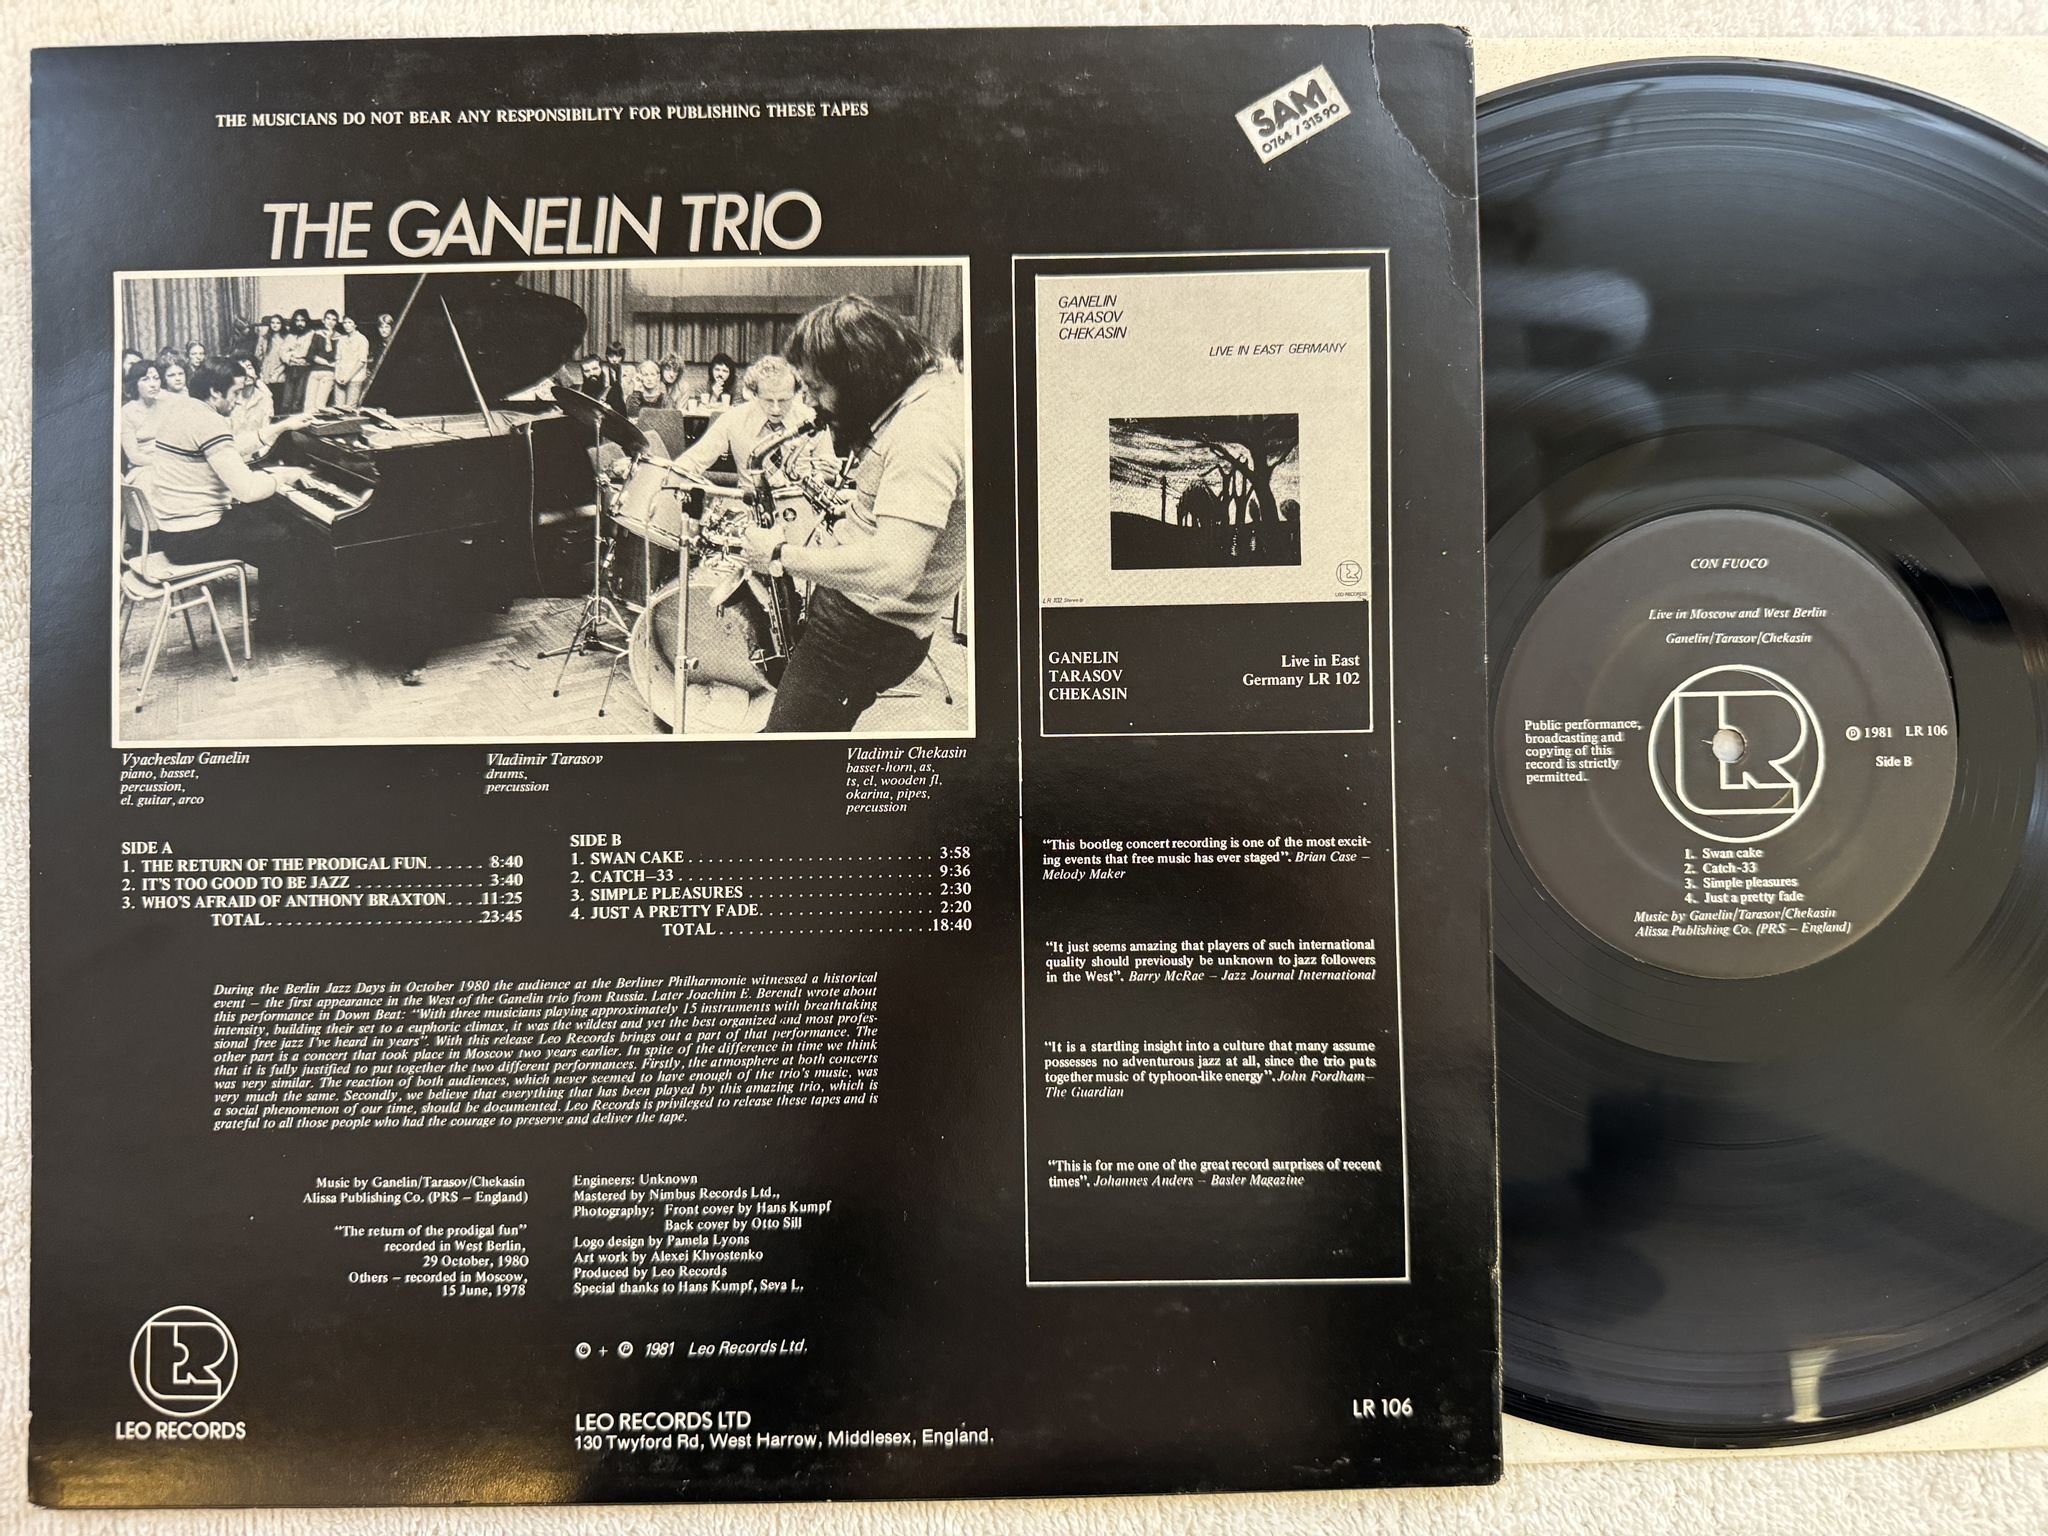 THE MUSICIANS DO NOT BEAR ANY RESPONSIBILITY FOR PUBLISHING THESE TAPES
SAM
0764 / 315 90
THE GANELIN TRIO
GANELIN
TARASOV
CHEKASIN
LIVE IN EAST GERMANY
LR 102 Stereo
LR
LEO RECORDS
GANELIN
TARASOV
CHEKASIN
Live in East
Germany LR 102
Vyacheslav Ganelin
piano, basset,
percussion,
el. guitar, arco
Vladimir Tarasov
drums,
percussion
Vladimir Chekasin
basset-horn, as,
ts, cl, wooden fl,
okarina, pipes,
percussion
SIDE A
1. THE RETURN OF THE PRODIGAL FUN...... 8:40
2. IT'S TOO GOOD TO BE JAZZ .............. 3:40
3. WHO'S AFRAID OF ANTHONY BRAXTON....11:25
TOTAL..........................23:45
SIDE B
1. SWAN CAKE .......................... 3:58
2. CATCH–33 ........................... 9:36
3. SIMPLE PLEASURES .................... 2:30
4. JUST A PRETTY FADE.................. 2:20
TOTAL......................18:40
During the Berlin Jazz Days in October 1980 the audience at the Berliner Philharmonie witnessed a historical
event – the first appearance in the West of the Ganelin trio from Russia. Later Joachim E. Berendt wrote about
this performance in Down Beat: "With three musicians playing approximately 15 instruments with breathtaking
intensity, building their set to a euphoric climax, it was the wildest and yet the best organized and most profes-
sional free jazz I've heard in years". With this release Leo Records brings out a part of that performance. The
other part is a concert that took place in Moscow two years earlier. In spite of the difference in time we think
that it is fully justified to put together the two different performances. Firstly, the atmosphere at both concerts
was very similar. The reaction of both audiences, which never seemed to have enough of the trio's music, was
very much the same. Secondly, we believe that everything that has been played by this amazing trio, which is
a social phenomenon of our time, should be documented. Leo Records is privileged to release these tapes and is
grateful to all those people who had the courage to preserve and deliver the tape.
Music by Ganelin/Tarasov/Chekasin
Alissa Publishing Co. (PRS – England)
"The return of the prodigal fun"
recorded in West Berlin,
29 October, 1980
Others – recorded in Moscow,
15 June, 1978
Engineers: Unknown
Mastered by Nimbus Records Ltd.,
Photography: Front cover by Hans Kumpf
Back cover by Otto Sill
Logo design by Pamela Lyons
Art work by Alexei Khvostenko
Produced by Leo Records
Special thanks to Hans Kumpf, Seva L.
© + ℗ 1981 Leo Records Ltd.
LR
LEO RECORDS
LEO RECORDS LTD
130 Twyford Rd, West Harrow, Middlesex, England.
LR 106
"This bootleg concert recording is one of the most excit-
ing events that free music has ever staged". Brian Case –
Melody Maker
"It just seems amazing that players of such international
quality should previously be unknown to jazz followers
in the West". Barry McRae – Jazz Journal International
"It is a startling insight into a culture that many assume
possesses no adventurous jazz at all, since the trio puts
together music of typhoon-like energy". John Fordham–
The Guardian
"This is for me one of the great record surprises of recent
times". Johannes Anders – Basler Magazine
CON FUOCO
Live in Moscow and West Berlin
Ganelin/Tarasov/Chekasin
LR
Public performance,
broadcasting and
copying of this
record is strictly
permitted.
℗ 1981 LR 106
Side B
1. Swan cake
2. Catch-33
3. Simple pleasures
4. Just a pretty fade
Music by Ganelin/Tarasov/Chekasin
Alissa Publishing Co. (PRS – England)